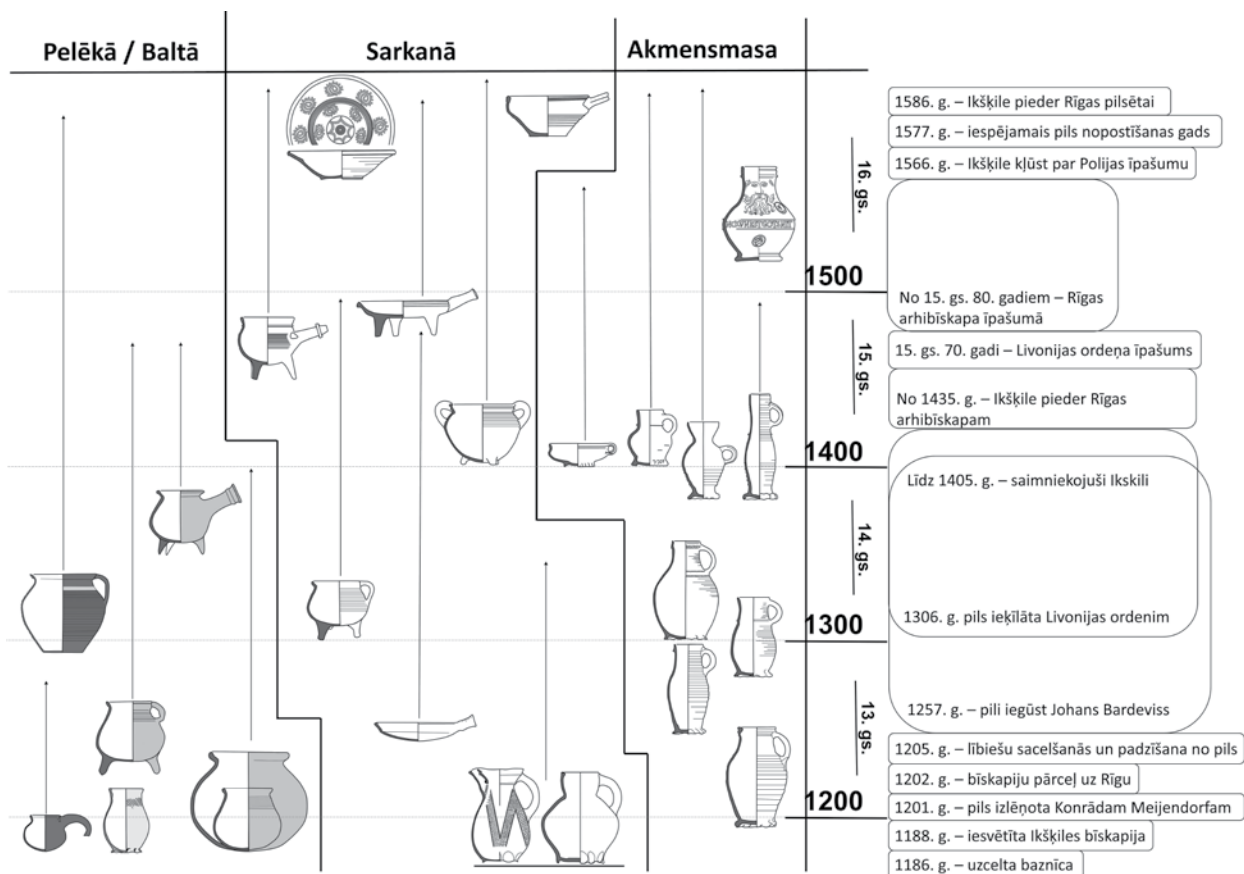 Pelēkā / Baltā
Sarkanā
Akmensmasa
16. gs.
1500
15. gs.
1400
14. gs.
1300
13. gs.
1200
1586. g. – Ikšķile pieder Rīgas pilsētai
1577. g. – iespējamais pils nopostīšanas gads
1566. g. – Ikšķile kļūst par Polijas īpašumu
No 15. gs. 80. gadiem – Rīgas
arhibīskapa īpašumā
15. gs. 70. gadi – Livonijas ordeņa īpašums
No 1435. g. – Ikšķile pieder Rīgas
arhibīskapam
Līdz 1405. g. – saimniekojuši Ikskili
1306. g. pils ieķīlāta Livonijas ordenim
1257. g. – pili iegūst Johans Bardeviss
1205. g. – lībiešu sacelšanās un padzīšana no pils
1202. g. – bīskapiju pārceļ uz Rīgu
1201. g. – pils izlēņota Konrādam Meijendorfam
1188. g. – iesvētīta Ikšķiles bīskapija
1186. g. – uzcelta baznīca